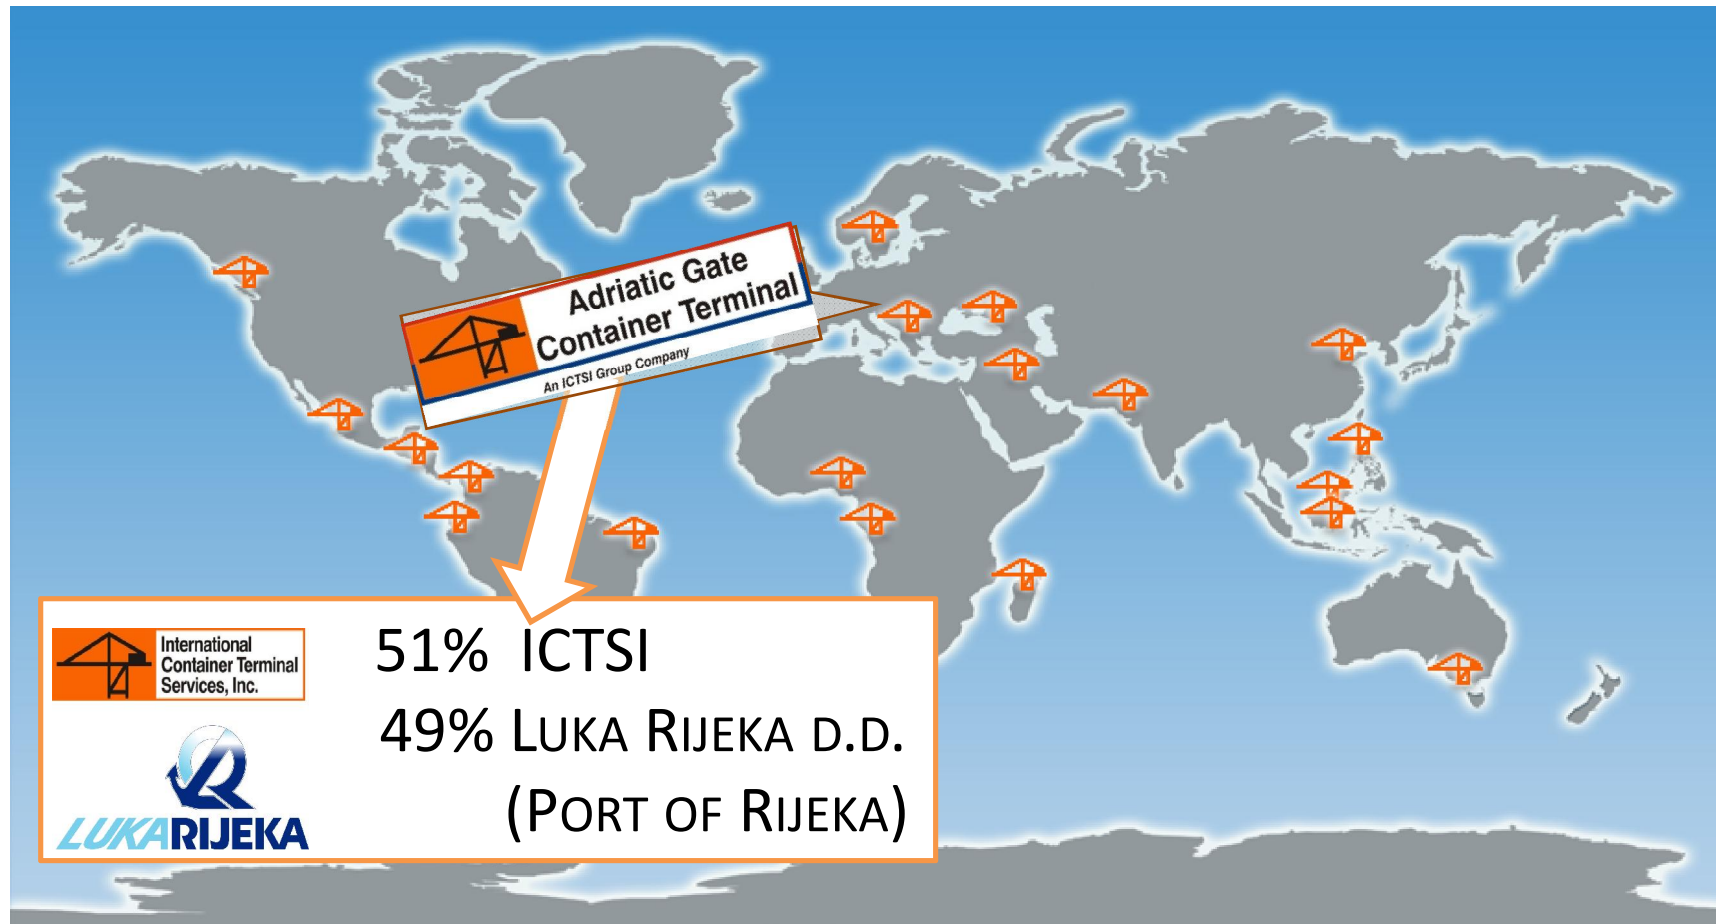 Adriatic Gate
Container Terminal
An ICTSI Group Company
International
Container Terminal
Services, Inc.
51% ICTSI
LUKARIJEKA
49% LUKA RIJEKA D.D.
(PORT OF RIJEKA)